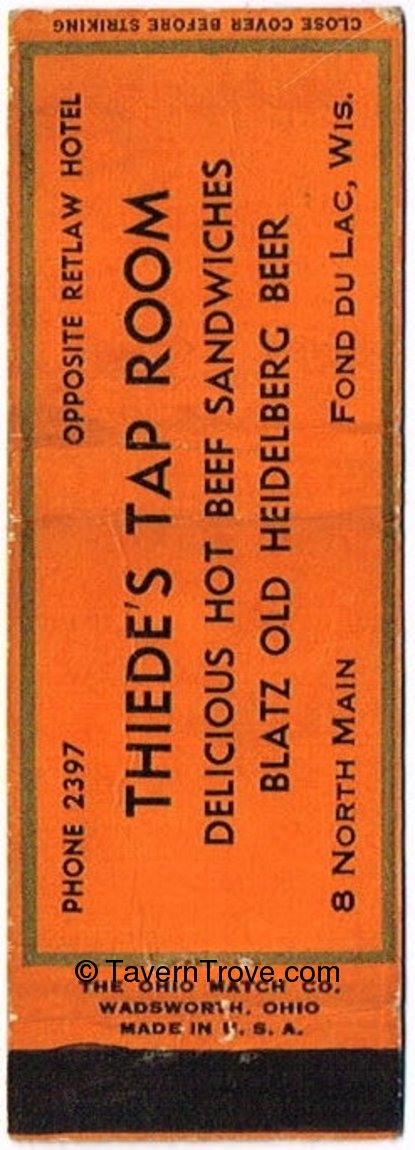 CLOSE COVER BEFORE STRIKING
PHONE 2397 OPPOSITE RETLAW HOTEL
THIEDE'S TAP ROOM
DELICIOUS HOT BEEF SANDWICHES
BLATZ OLD HEIDELBERG BEER
8 NORTH MAIN FOND DU LAC, WIS.
© TavernTrove.com
THE OHIO MATCH CO.
WADSWORTH, OHIO
MADE IN U. S. A.